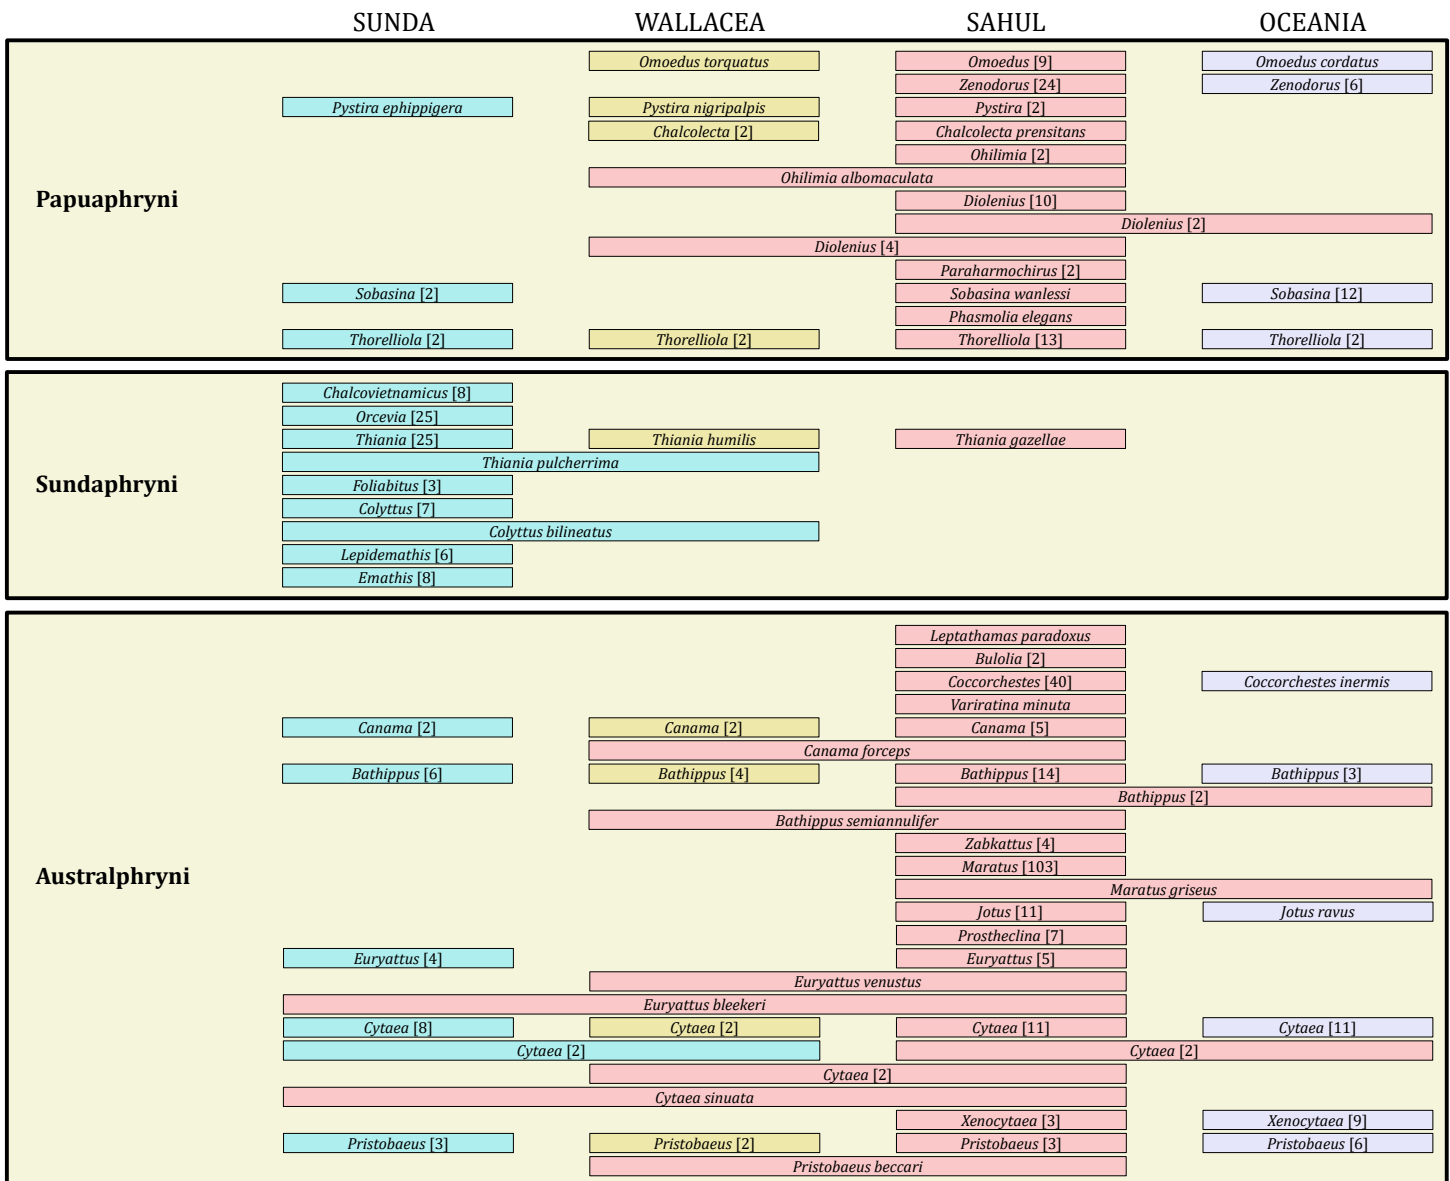 SUNDA WALLACEA SAHUL OCEANIA
Omoedus torquatus Omoedus [9] Omoedus cordatus
Zenodorus [24] Zenodorus [6]
Pystira ephippigera Pystira nigripalpis Pystira [2]
Chalcolecta [2] Chalcolecta prensitans
Ohilimia [2]
Ohilimia albomaculata
Papuaphryni
Diolenius [10]
Diolenius [2]
Diolenius [4]
Paraharmochirus [2]
Sobasina [2] Sobasina wanlessi Sobasina [12]
Phasmolia elegans
Thorelliola [2] Thorelliola [2] Thorelliola [13] Thorelliola [2]
Chalcovietnamicus [8]
Orcevia [25]
Thiania [25] Thiania humilis Thiania gazellae
Thiania pulcherrima
Sundaphryni
Foliabitus [3]
Colyttus [7]
Colyttus bilineatus
Lepidemathis [6]
Emathis [8]
Leptathamas paradoxus
Bulolia [2]
Coccorchestes [40] Coccorchestes inermis
Variratina minuta
Canama [2] Canama [2] Canama [5]
Canama forceps
Bathippus [6] Bathippus [4] Bathippus [14] Bathippus [3]
Bathippus [2]
Bathippus semiannulifer
Zabkattus [4]
Maratus [103]
Australphryni
Maratus griseus
Jotus [11] Jotus ravus
Prostheclina [7]
Euryattus [4] Euryattus [5]
Euryattus venustus
Euryattus bleekeri
Cytaea [8] Cytaea [2] Cytaea [11] Cytaea [11]
Cytaea [2] Cytaea [2]
Cytaea [2]
Cytaea sinuata
Xenocytaea [3] Xenocytaea [9]
Pristobaeus [3] Pristobaeus [2] Pristobaeus [3] Pristobaeus [6]
Pristobaeus beccari